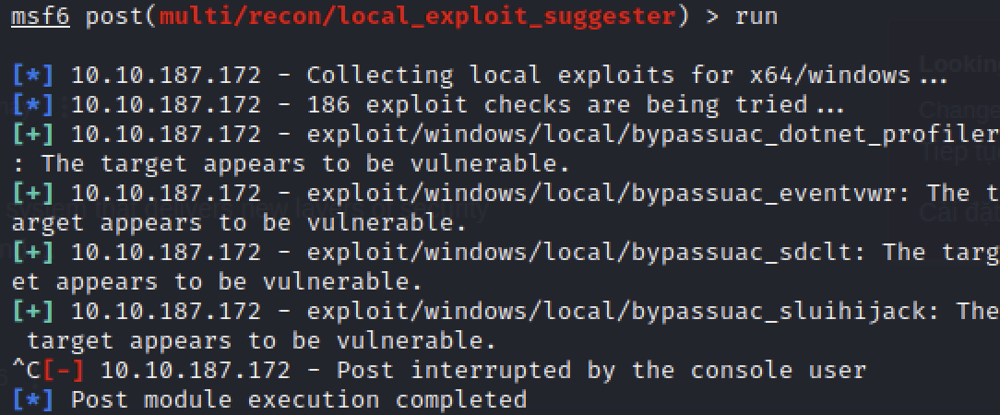 msf6 post(multi/recon/local_exploit_suggester) > run
[*] 10.10.187.172 - Collecting local exploits for x64/windows...
[*] 10.10.187.172 - 186 exploit checks are being tried...
[+] 10.10.187.172 - exploit/windows/local/bypassuac_dotnet_profiler
: The target appears to be vulnerable.
[+] 10.10.187.172 - exploit/windows/local/bypassuac_eventvwr: The t
arget appears to be vulnerable.
[+] 10.10.187.172 - exploit/windows/local/bypassuac_sdclt: The targ
et appears to be vulnerable.
[+] 10.10.187.172 - exploit/windows/local/bypassuac_sluihijack: The
target appears to be vulnerable.
^C[-] 10.10.187.172 - Post interrupted by the console user
[*] Post module execution completed